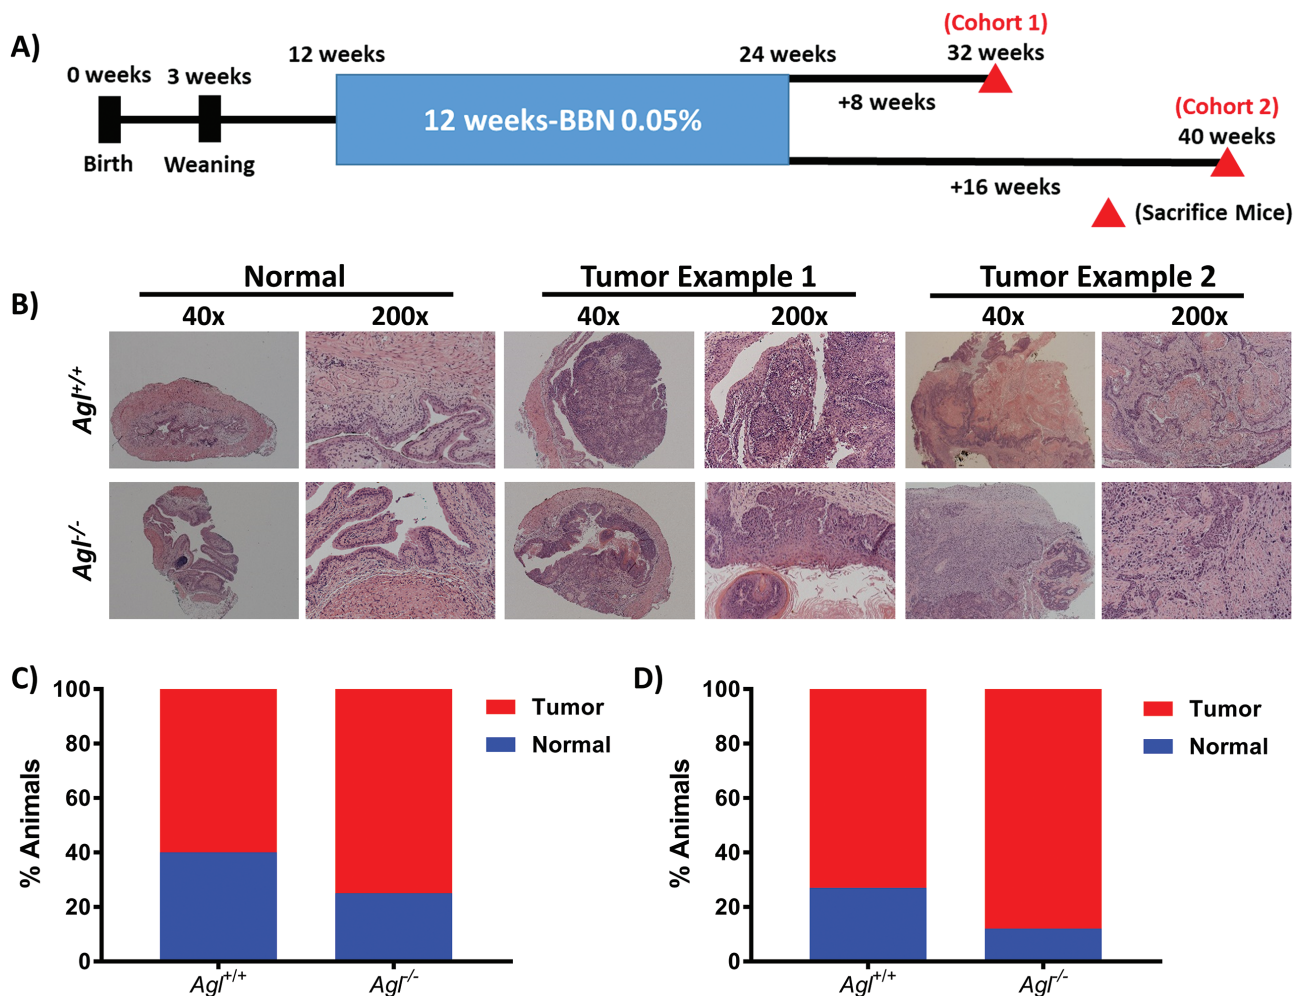 A)
0 weeks
3 weeks
12 weeks
24 weeks
(Cohort 1)
32 weeks
(Cohort 2)
40 weeks
Birth
Weaning
12 weeks-BBN 0.05%
+8 weeks
+16 weeks
(Sacrifice Mice)
B)
Normal
Tumor Example 1
Tumor Example 2
40x
200x
40x
200x
40x
200x
Agl+/+
Agl-/-
C)
% Animals
100
80
60
40
20
0
Agl+/+
Agl-/-
Tumor
Normal
D)
% Animals
100
80
60
40
20
0
Agl+/+
Agl-/-
Tumor
Normal